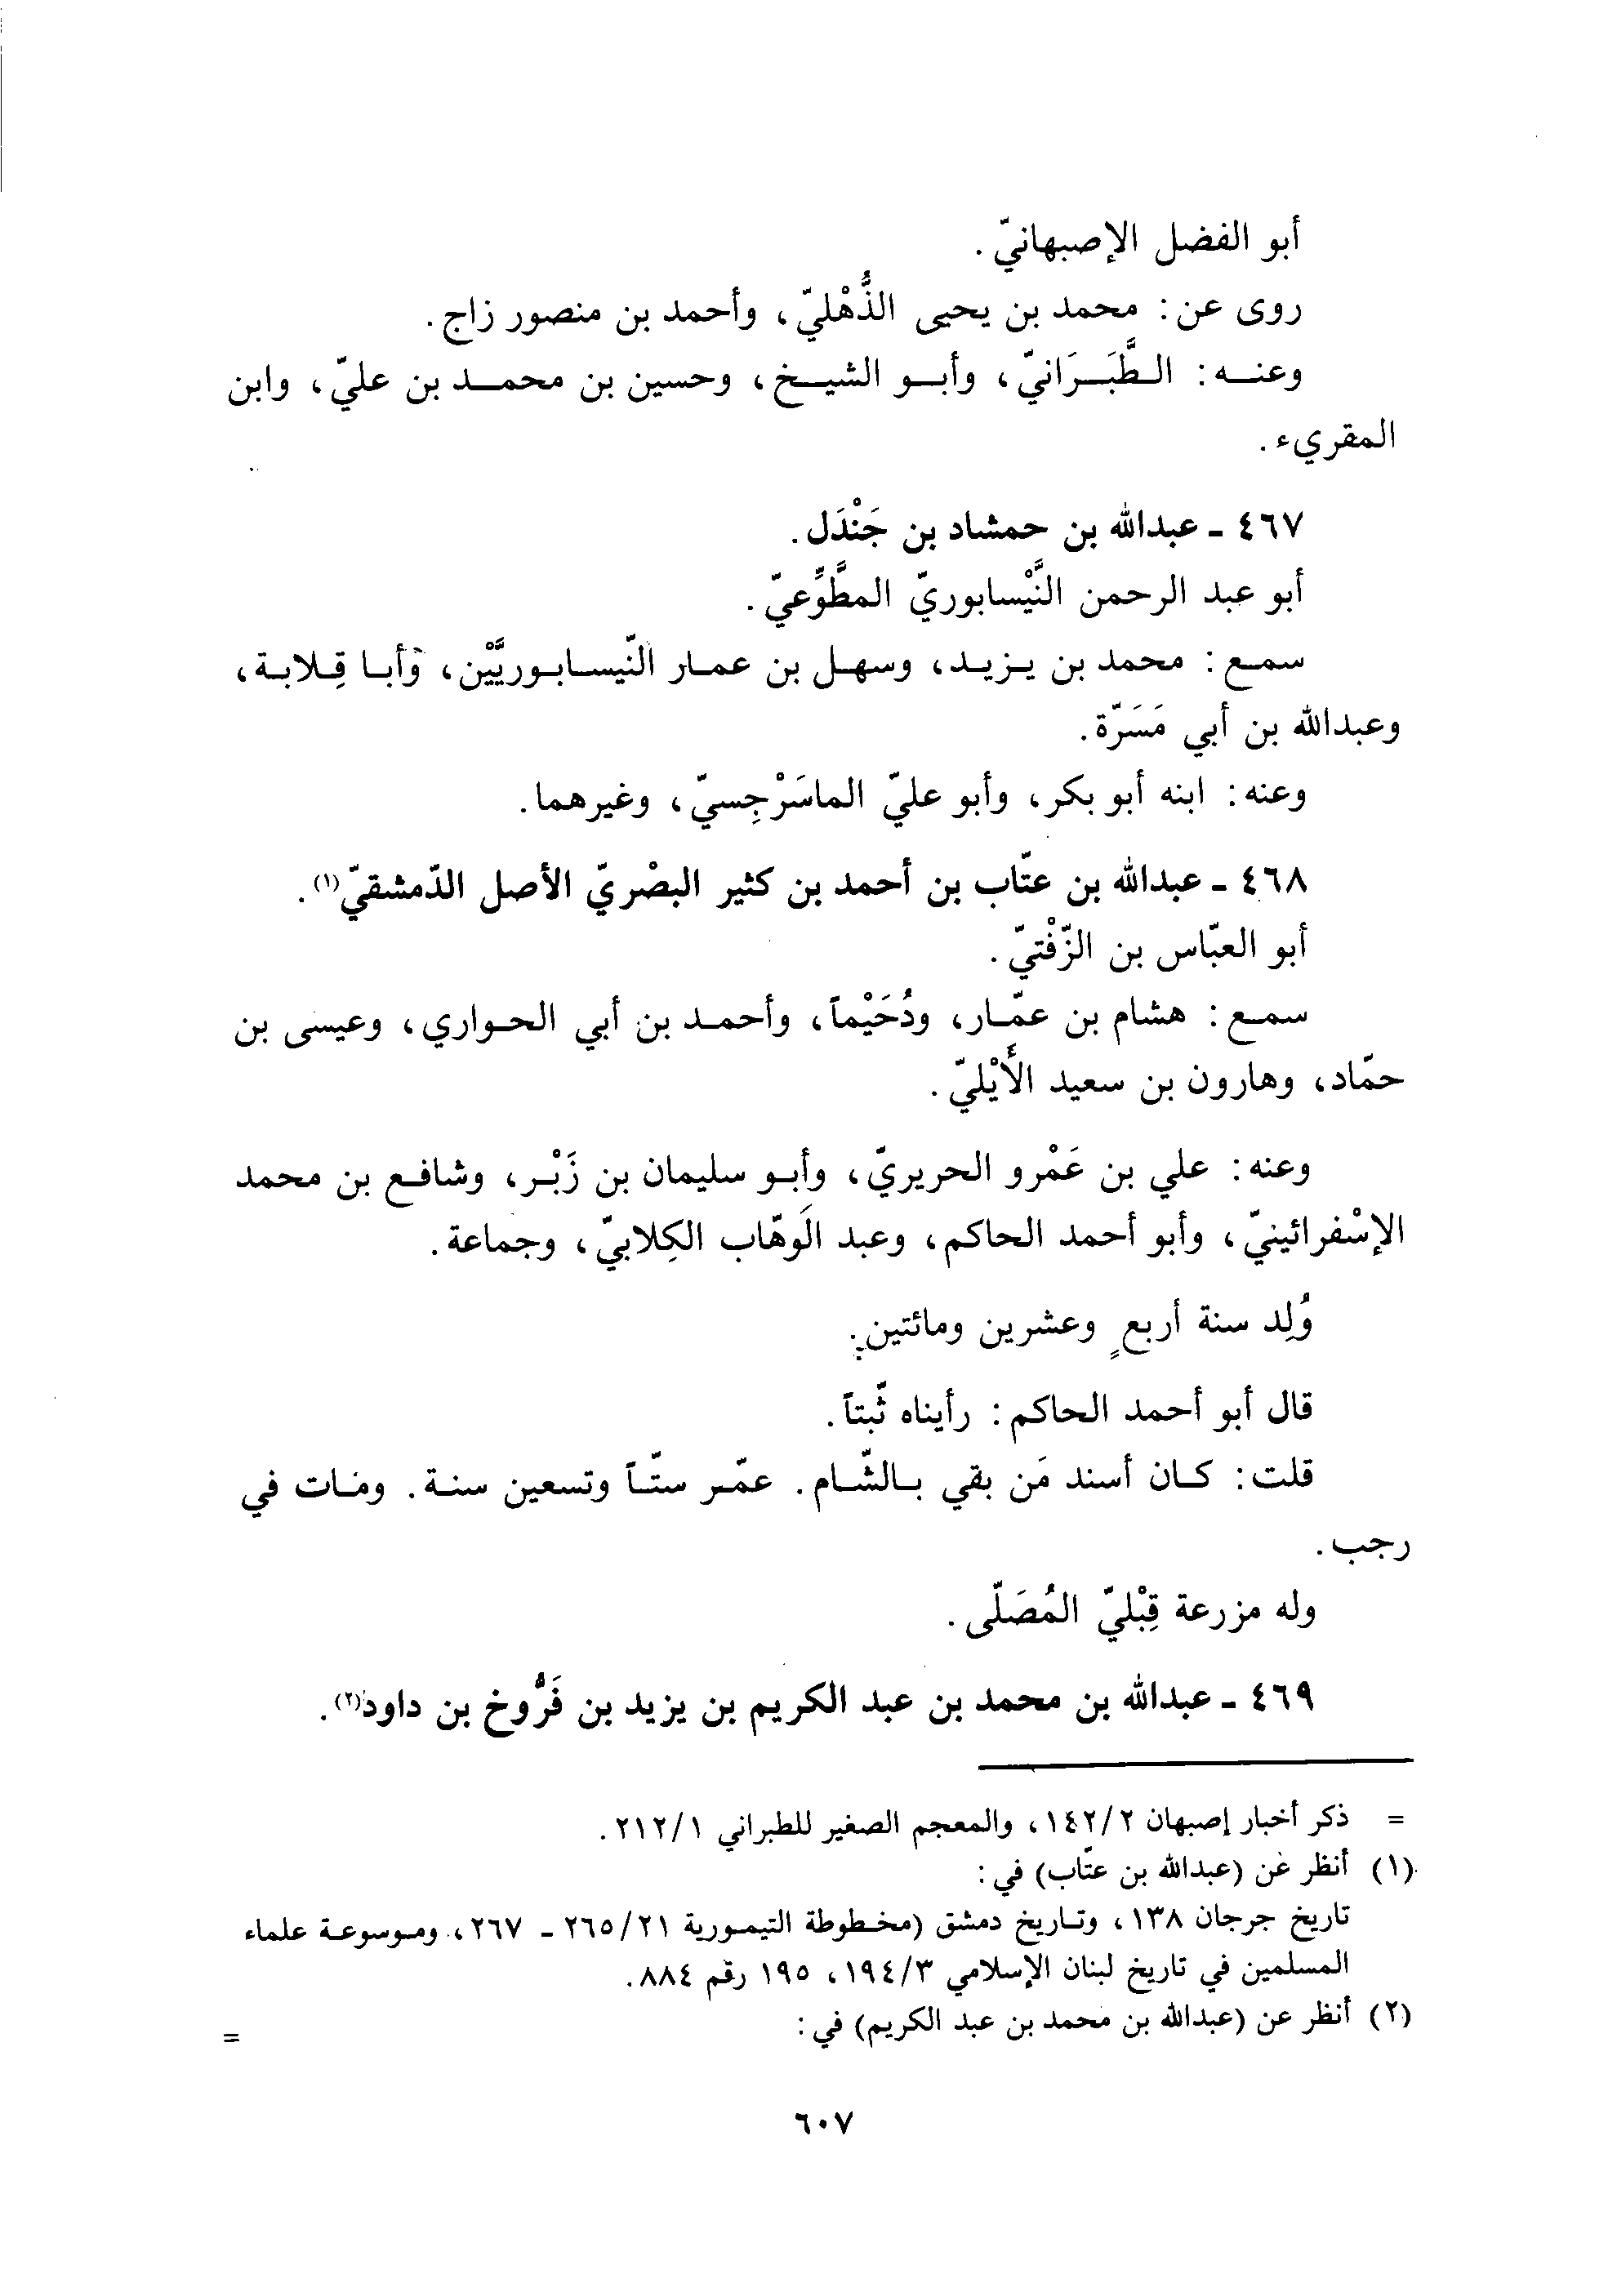 أبو الفضل الإصبهانيّ.
روى عن: محمد بن يحيى الذُّهْليّ، وأحمد بن منصور زاج.
وعنه: الطَّبَرَانيّ، وأبو الشيخ، وحسين بن محمد بن عليّ، وابن
المقريء.
٤٦٧ ـ عبدالله بن حمشاد بن جَنْدَل.
أبو عبد الرحمن النَّيْسابوريّ المطَّوِّعيّ.
سمع: محمد بن يزيد، وسهل بن عمار النّيسابوريَّيْن، وأبا قِلابة،
وعبدالله بن أبي مَسَرّة.
وعنه: ابنه أبو بكر، وأبو عليّ الماسَرْجِسيّ، وغيرهما.
٤٦٨ ـ عبدالله بن عتّاب بن أحمد بن كثير البصْريّ الأصل الدّمشقيّ(١).
أبو العبّاس بن الزّفْتيّ.
سمع: هشام بن عمّار، ودُحَيْماً، وأحمد بن أبي الحواري، وعيسى بن
حمّاد، وهارون بن سعيد الأَيْليّ.
وعنه: علي بن عَمْرو الحريريّ، وأبو سليمان بن زَبْر، وشافع بن محمد
الإسْفرائينيّ، وأبو أحمد الحاكم، وعبد الوَهّاب الكِلابيّ، وجماعة.
وُلِد سنة أربعٍ وعشرين ومائتين.
قال أبو أحمد الحاكم: رأيناه ثَّبتاً.
قلت: كان أسند مَن بقي بالشّام. عمّر ستّاً وتسعين سنة. ومات في
رجب.
وله مزرعة قِبْليّ المُصَلّى.
٤٦٩ ـ عبدالله بن محمد بن عبد الكريم بن يزيد بن فَرُّوخ بن داود(٢).
= ذكر أخبار إصبهان ١٤٢/٢، والمعجم الصغير للطبراني ٢١٢/١.
(١) أنظر عن (عبدالله بن عتّاب) في:
تاريخ جرجان ١٣٨، وتاريخ دمشق (مخطوطة التيمورية ٢٦٥/٢١ ـ ٢٦٧، وموسوعة علماء
المسلمين في تاريخ لبنان الإسلامي ١٩٤/٣، ١٩٥ رقم ٨٨٤.
(٢) أنظر عن (عبدالله بن محمد بن عبد الكريم) في: =
٦٠٧